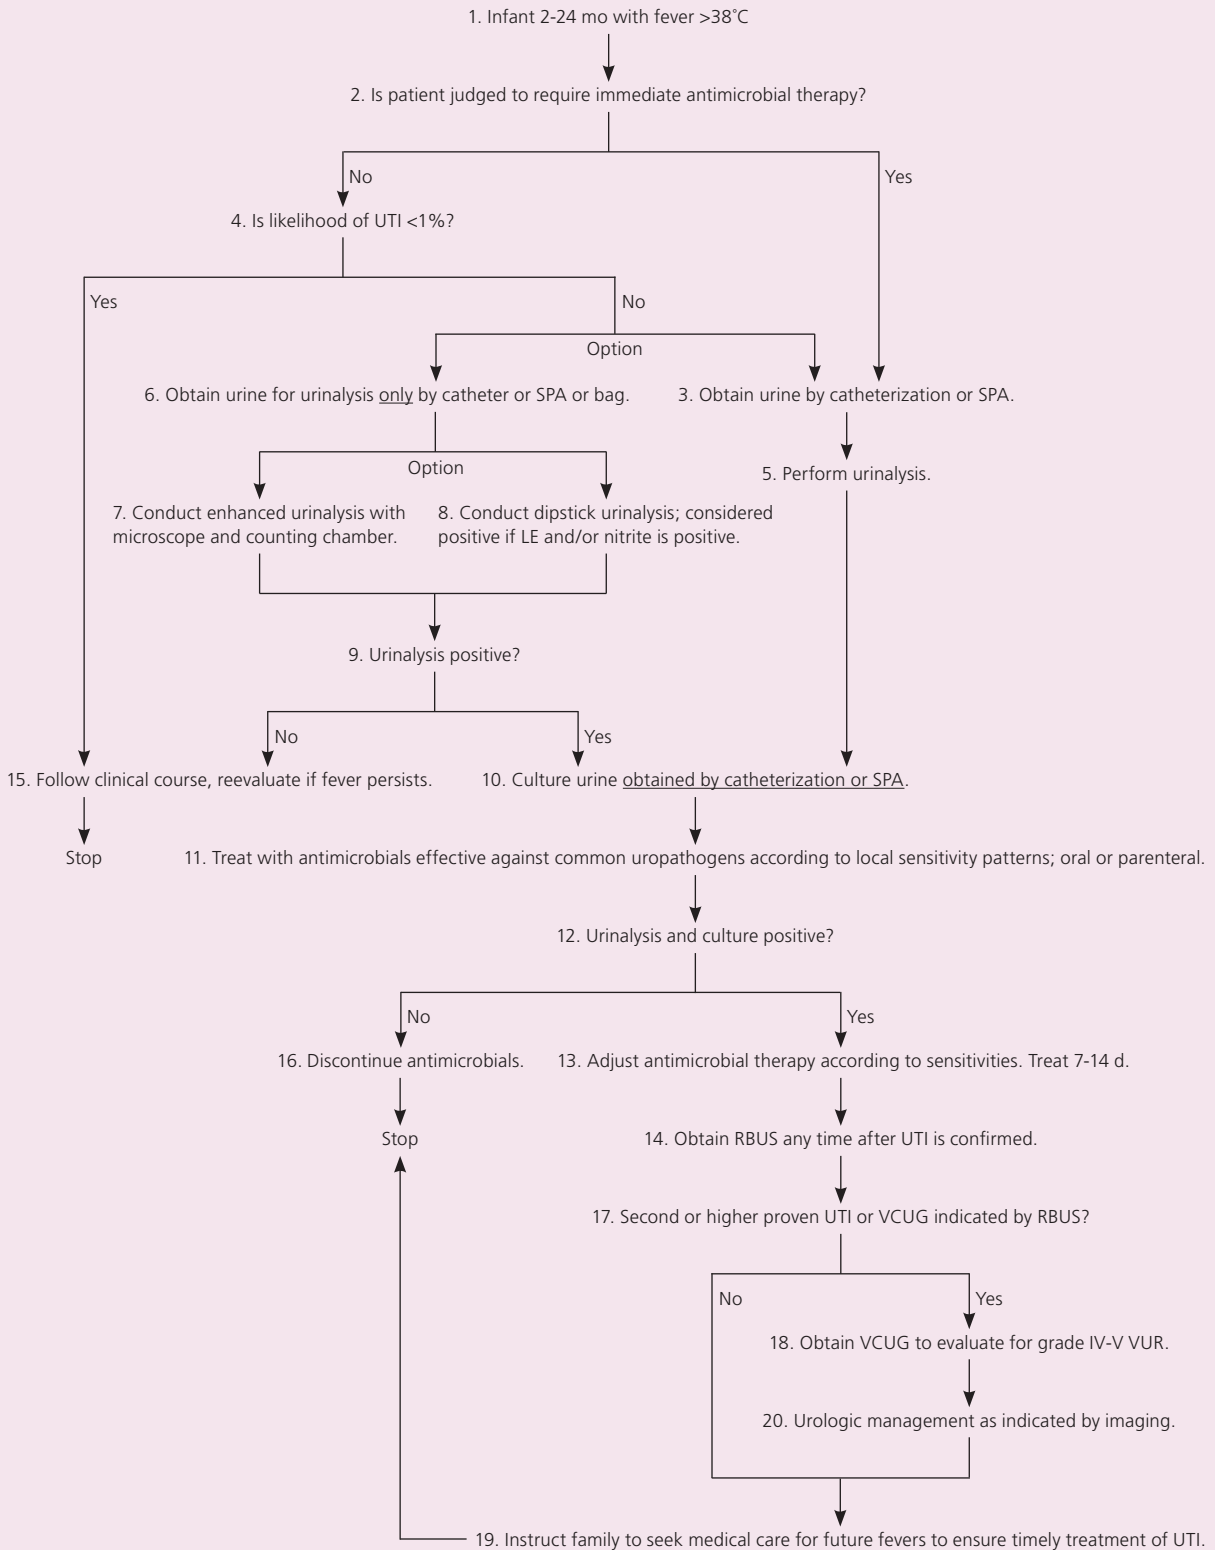 1. Infant 2-24 mo with fever >38˚C
2. Is patient judged to require immediate antimicrobial therapy?
No
Yes
4. Is likelihood of UTI <1%?
Yes
No
Option
6. Obtain urine for urinalysis only by catheter or SPA or bag.
3. Obtain urine by catheterization or SPA.
Option
5. Perform urinalysis.
7. Conduct enhanced urinalysis with
microscope and counting chamber.
8. Conduct dipstick urinalysis; considered
positive if LE and/or nitrite is positive.
9. Urinalysis positive?
No
Yes
15. Follow clinical course, reevaluate if fever persists.
10. Culture urine obtained by catheterization or SPA.
Stop
11. Treat with antimicrobials effective against common uropathogens according to local sensitivity patterns; oral or parenteral.
12. Urinalysis and culture positive?
No
Yes
16. Discontinue antimicrobials.
13. Adjust antimicrobial therapy according to sensitivities. Treat 7-14 d.
Stop
14. Obtain RBUS any time after UTI is confirmed.
17. Second or higher proven UTI or VCUG indicated by RBUS?
No
Yes
18. Obtain VCUG to evaluate for grade IV-V VUR.
20. Urologic management as indicated by imaging.
19. Instruct family to seek medical care for future fevers to ensure timely treatment of UTI.